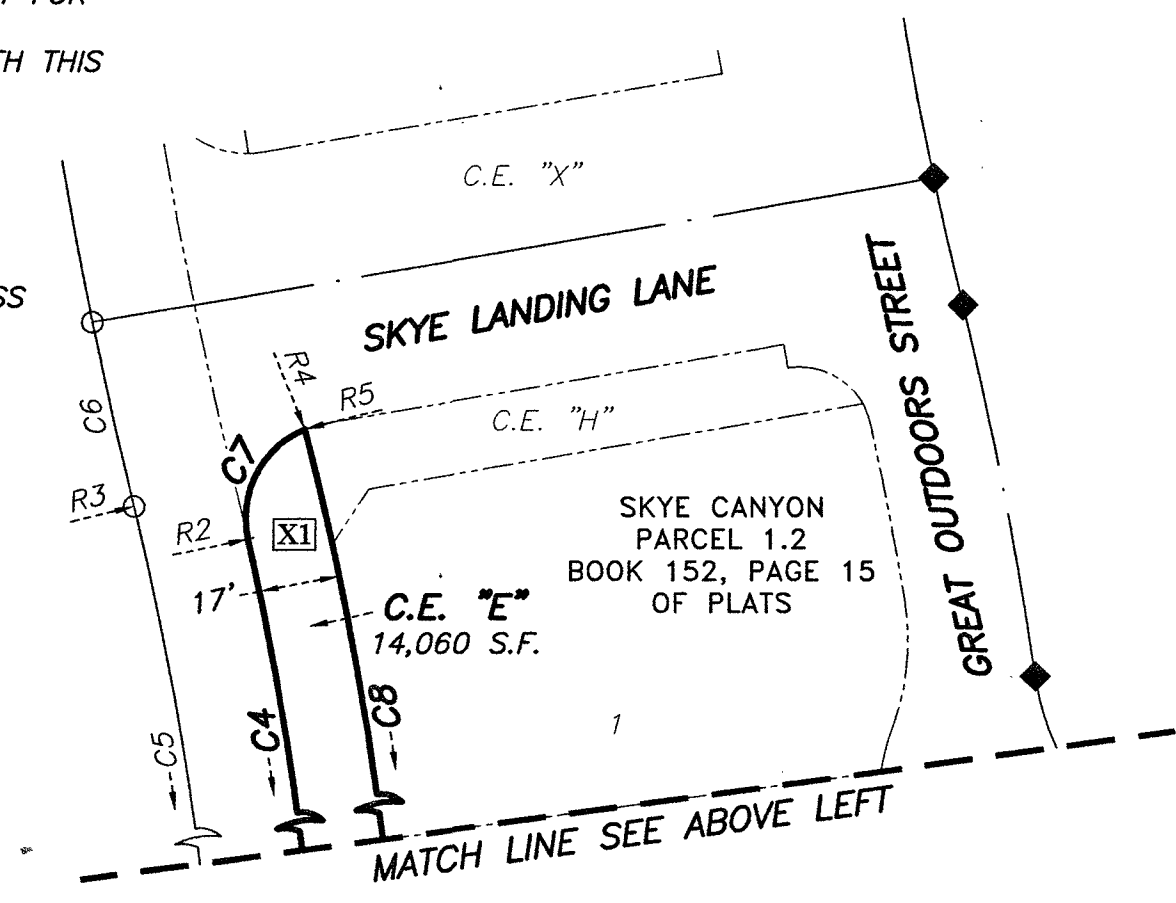 TH THIS
C.E. "X"
SKYE LANDING LANE
GREAT OUTDOORS STREET
R4
R5
C.E. "H"
C6
C7
R3
R2
X1
17'
SKYE CANYON
PARCEL 1.2
BOOK 152, PAGE 15
OF PLATS
C.E. "E"
14,060 S.F.
C4
C8
C5
1
MATCH LINE SEE ABOVE LEFT